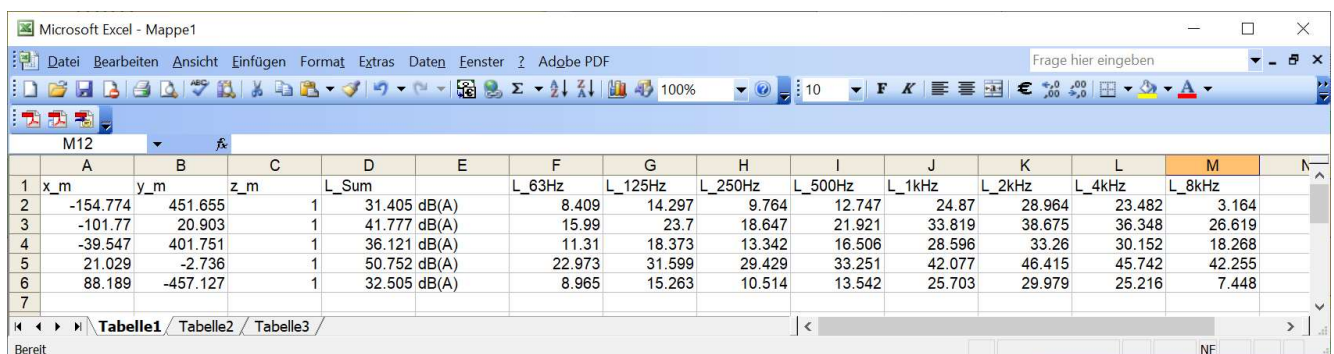 Microsoft Excel - Mappe1
Datei Bearbeiten Ansicht Einfügen Format Extras Daten Fenster ? Adobe PDF Frage hier eingeben
100% 10 F K €
M12 fx
A B C D E F G H I J K L M N
1 x_m y_m z_m L_Sum L_63Hz L_125Hz L_250Hz L_500Hz L_1kHz L_2kHz L_4kHz L_8kHz
2 -154.774 451.655 1 31.405 dB(A) 8.409 14.297 9.764 12.747 24.87 28.964 23.482 3.164
3 -101.77 20.903 1 41.777 dB(A) 15.99 23.7 18.647 21.921 33.819 38.675 36.348 26.619
4 -39.547 401.751 1 36.121 dB(A) 11.31 18.373 13.342 16.506 28.596 33.26 30.152 18.268
5 21.029 -2.736 1 50.752 dB(A) 22.973 31.599 29.429 33.251 42.077 46.415 45.742 42.255
6 88.189 -457.127 1 32.505 dB(A) 8.965 15.263 10.514 13.542 25.703 29.979 25.216 7.448
7
Tabelle1 Tabelle2 Tabelle3
Bereit NF